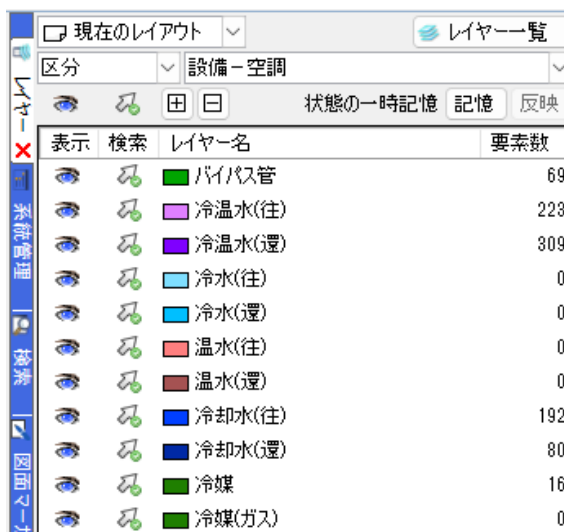 現在のレイアウト
レイヤー一覧
区分
設備－空調
状態の一時記憶 記憶 反映
表示 検索 レイヤー名 要素数
バイパス管 69
冷温水(往) 223
冷温水(還) 309
冷水(往) 0
冷水(還) 0
温水(往) 0
温水(還) 0
冷却水(往) 192
冷却水(還) 80
冷媒 16
冷媒(ガス) 0
レイヤー
系統管理
検索
図面マーカ